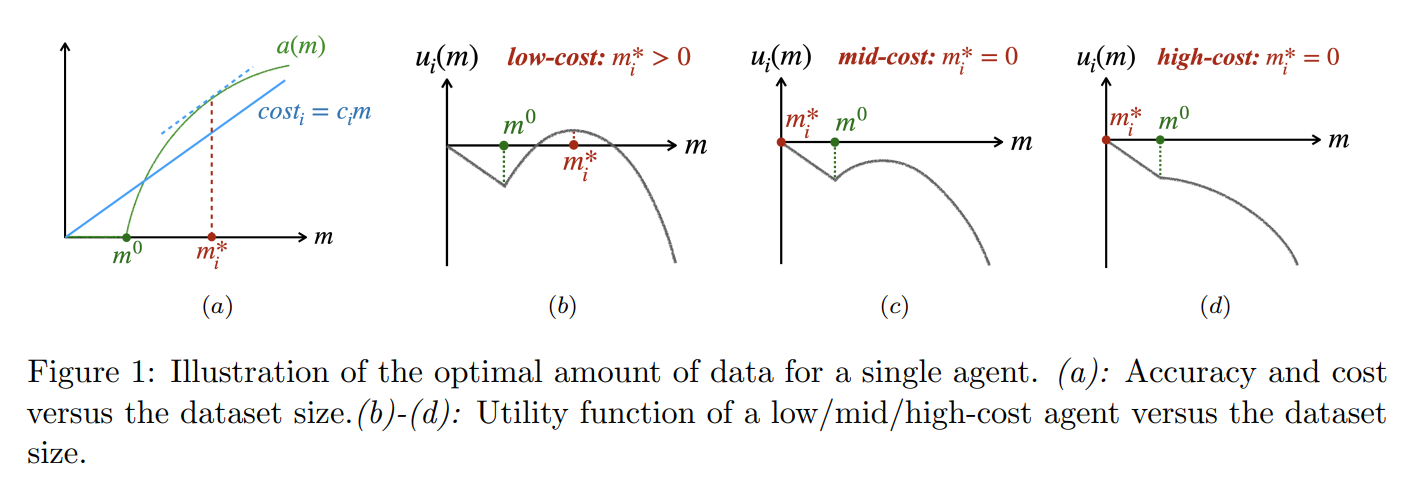 a(m)
cost_i = c_i m
m
m^0
m_i^*
(a)
u_i(m) low-cost: m_i^* > 0
m^0
m
m_i^*
(b)
u_i(m) mid-cost: m_i^* = 0
m_i^* m^0
m
(c)
u_i(m) high-cost: m_i^* = 0
m_i^* m^0
m
(d)
Figure 1: Illustration of the optimal amount of data for a single agent. (a): Accuracy and cost
versus the dataset size.(b)-(d): Utility function of a low/mid/high-cost agent versus the dataset
size.